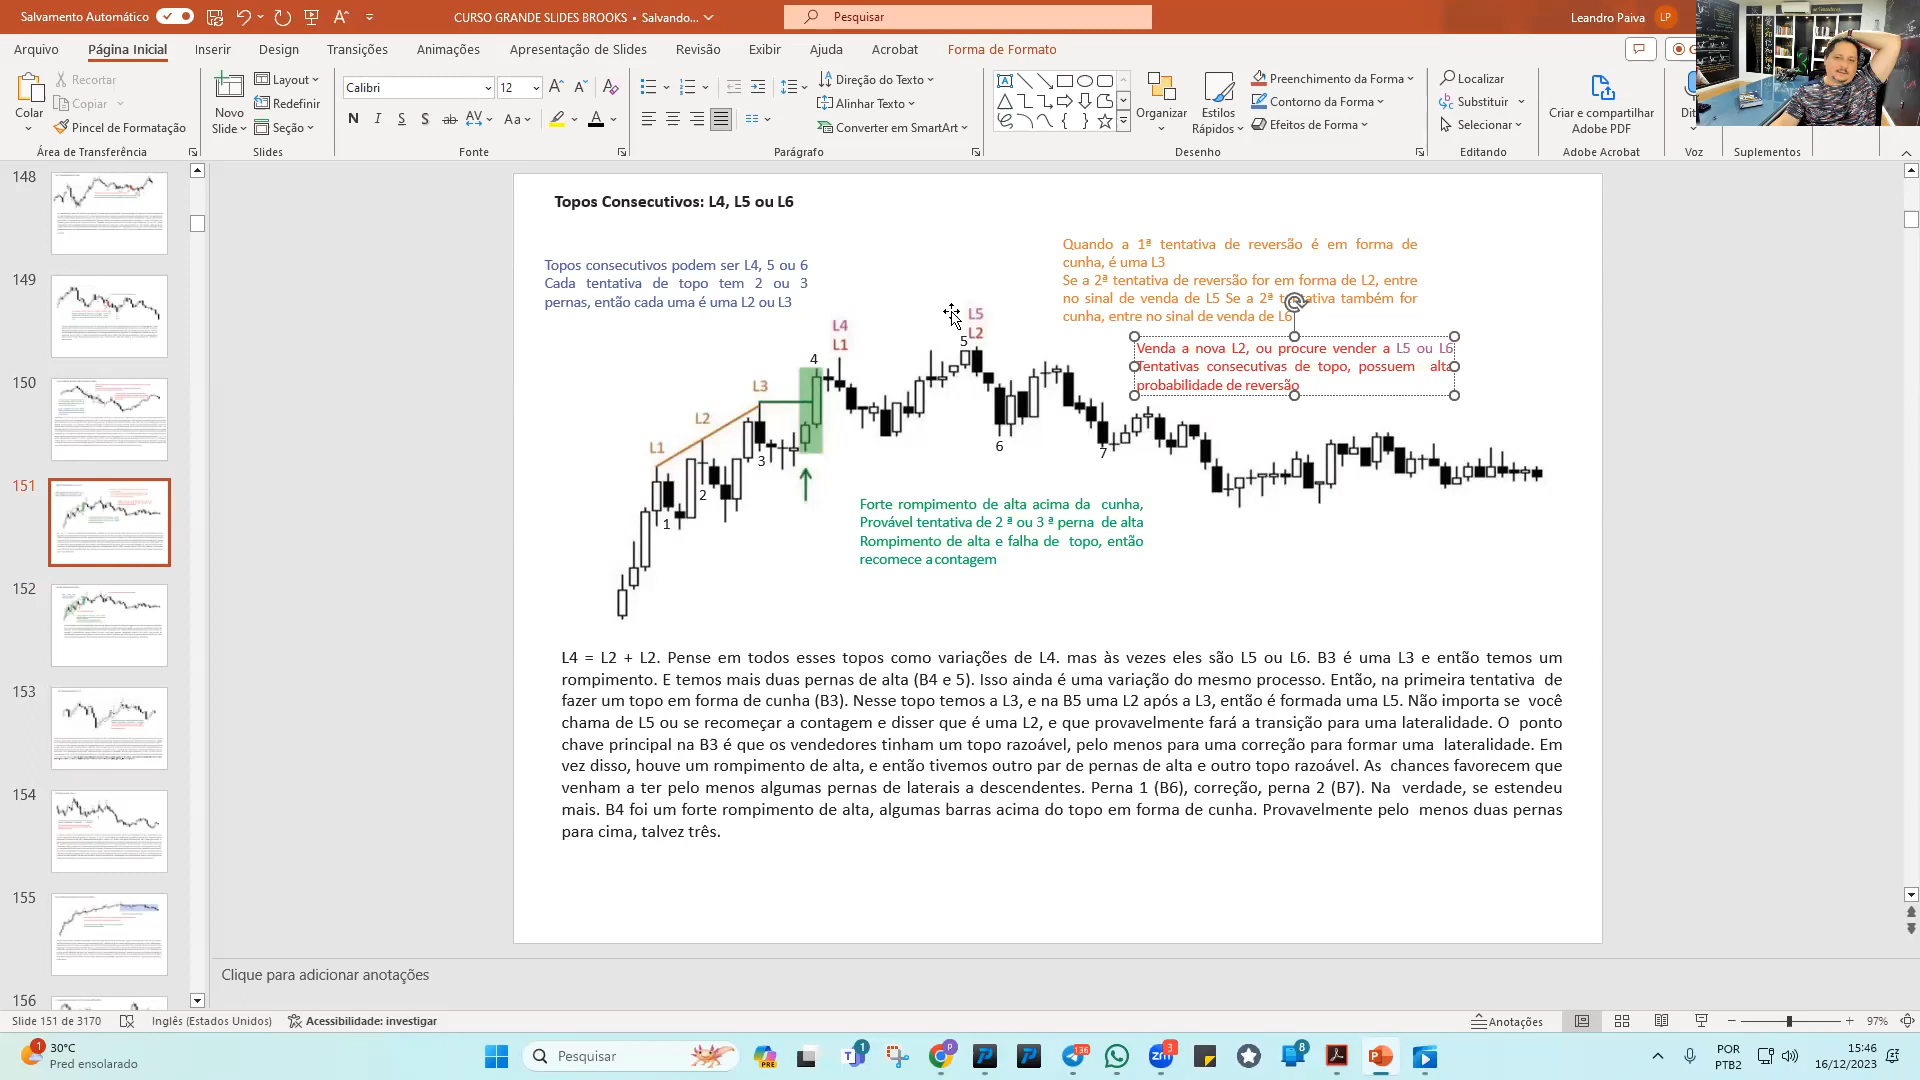 Salvamento Automático
CURSO GRANDE SLIDES BROOKS • Salvando...
Pesquisar
Leandro Paiva
LP
Arquivo
Página Inicial
Inserir
Design
Transições
Animações
Apresentação de Slides
Revisão
Exibir
Ajuda
Acrobat
Forma de Formato
Colar
Recortar
Copiar
Pincel de Formatação
Área de Transferência
Novo
Slide
Layout
Redefinir
Seção
Slides
Calibri
12
N I S S ab AV Aa
Fonte
Direção do Texto
Alinhar Texto
Converter em SmartArt
Parágrafo
Organizar
Estilos
Rápidos
Preenchimento da Forma
Contorno da Forma
Efeitos de Forma
Desenho
Localizar
Substituir
Selecionar
Editando
Criar e compartilhar
Adobe PDF
Adobe Acrobat
Dit
Voz
Suplementos
148
149
150
151
152
153
154
155
156
Topos Consecutivos: L4, L5 ou L6
Topos consecutivos podem ser L4, 5 ou 6
Cada tentativa de topo tem 2 ou 3
pernas, então cada uma é uma L2 ou L3
Quando a 1ª tentativa de reversão é em forma de
cunha, é uma L3
Se a 2ª tentativa de reversão for em forma de L2, entre
no sinal de venda de L5 Se a 2ª tentativa também for
cunha, entre no sinal de venda de L6
Venda a nova L2, ou procure vender a L5 ou L6
Tentativas consecutivas de topo, possuem alta
probabilidade de reversão
L4
L1
L5
L2
5
4
L3
L2
L1
3
2
1
6
7
Forte rompimento de alta acima da cunha,
Provável tentativa de 2 ª ou 3 ª perna de alta
Rompimento de alta e falha de topo, então
recomece a contagem
L4 = L2 + L2. Pense em todos esses topos como variações de L4. mas às vezes eles são L5 ou L6. B3 é uma L3 e então temos um
rompimento. E temos mais duas pernas de alta (B4 e 5). Isso ainda é uma variação do mesmo processo. Então, na primeira tentativa de
fazer um topo em forma de cunha (B3). Nesse topo temos a L3, e na B5 uma L2 após a L3, então é formada uma L5. Não importa se você
chama de L5 ou se recomeçar a contagem e disser que é uma L2, e que provavelmente fará a transição para uma lateralidade. O ponto
chave principal na B3 é que os vendedores tinham um topo razoável, pelo menos para uma correção para formar uma lateralidade. Em
vez disso, houve um rompimento de alta, e então tivemos outro par de pernas de alta e outro topo razoável. As chances favorecem que
venham a ter pelo menos algumas pernas de laterais a descendentes. Perna 1 (B6), correção, perna 2 (B7). Na verdade, se estendeu
mais. B4 foi um forte rompimento de alta, algumas barras acima do topo em forma de cunha. Provavelmente pelo menos duas pernas
para cima, talvez três.
Clique para adicionar anotações
Slide 151 de 3170
Inglês (Estados Unidos)
Acessibilidade: investigar
Anotações
97%
1
30°C
Pred ensolarado
Pesquisar
PRE
1
P
136
zm
3
8
POR
PTB2
15:46
16/12/2023